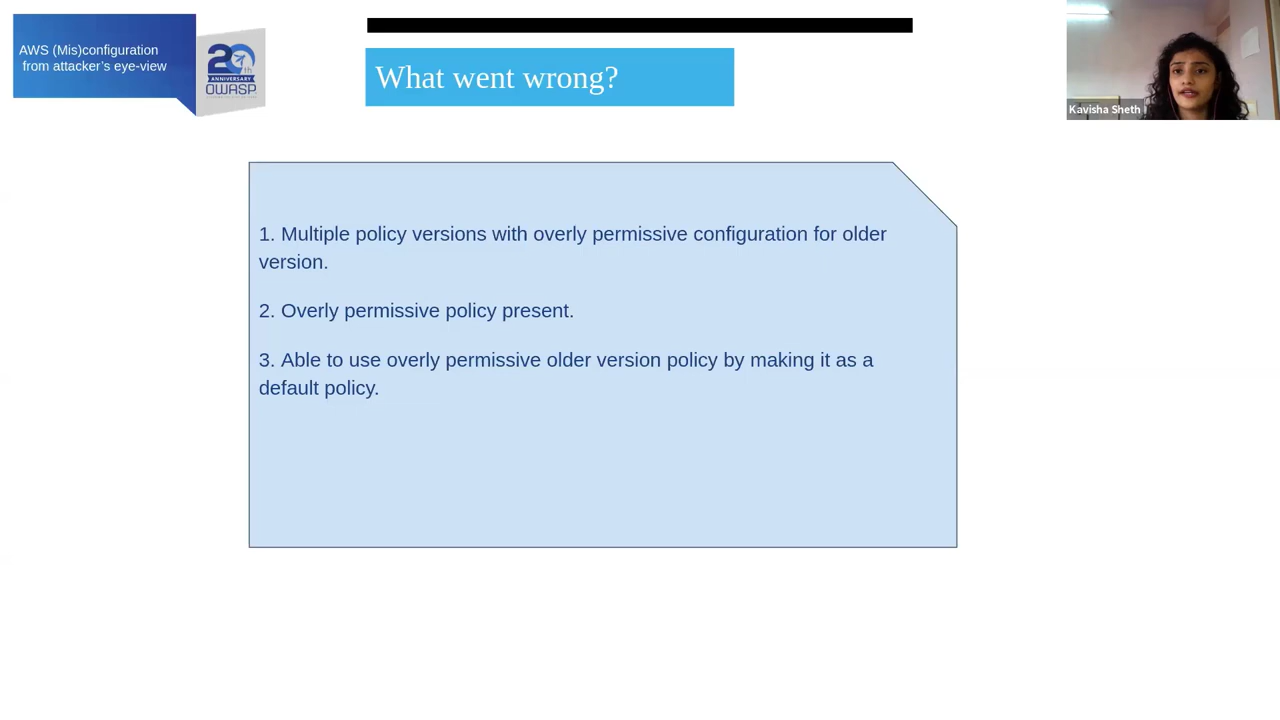 AWS (Mis)configuration
from attacker's eye-view
20
th
ANNIVERSARY
OWASP
What went wrong?
Kavisha Sheth
1. Multiple policy versions with overly permissive configuration for older
version.
2. Overly permissive policy present.
3. Able to use overly permissive older version policy by making it as a
default policy.